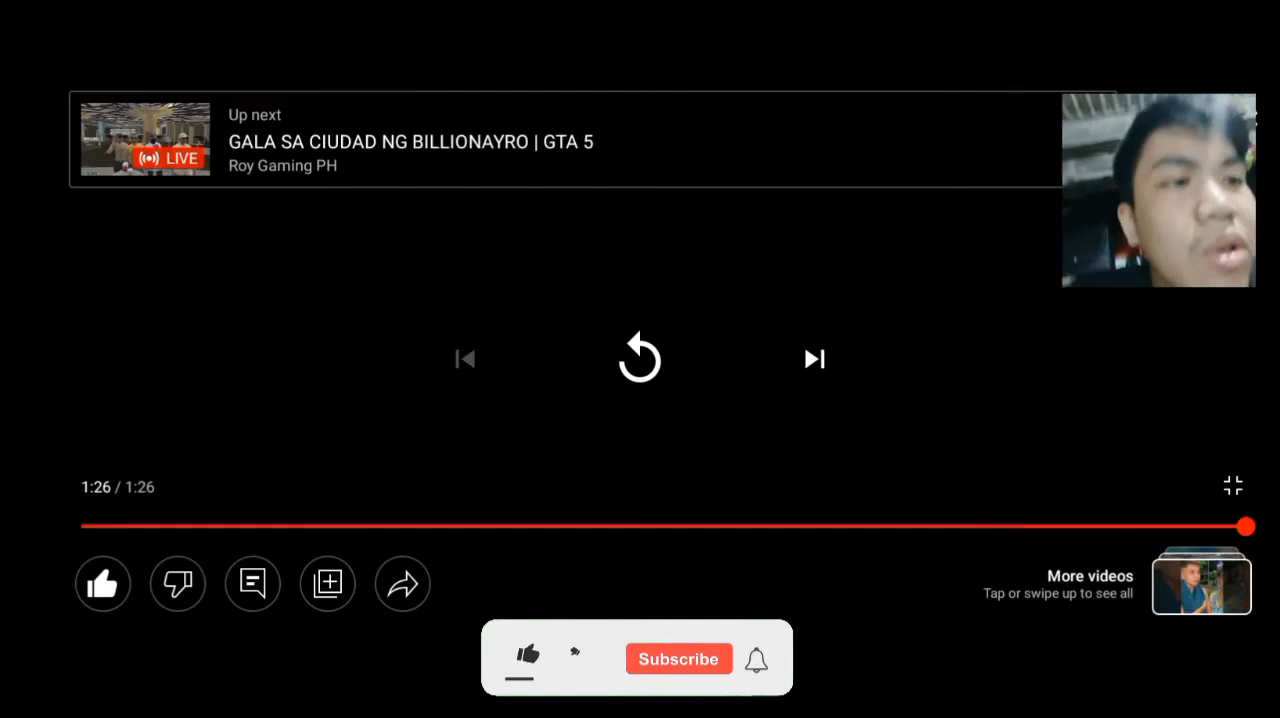 Up next
GALA SA CIUDAD NG BILLIONAYRO | GTA 5
LIVE
Roy Gaming PH
1:26 / 1:26
More videos
Tap or swipe up to see all
Subscribe